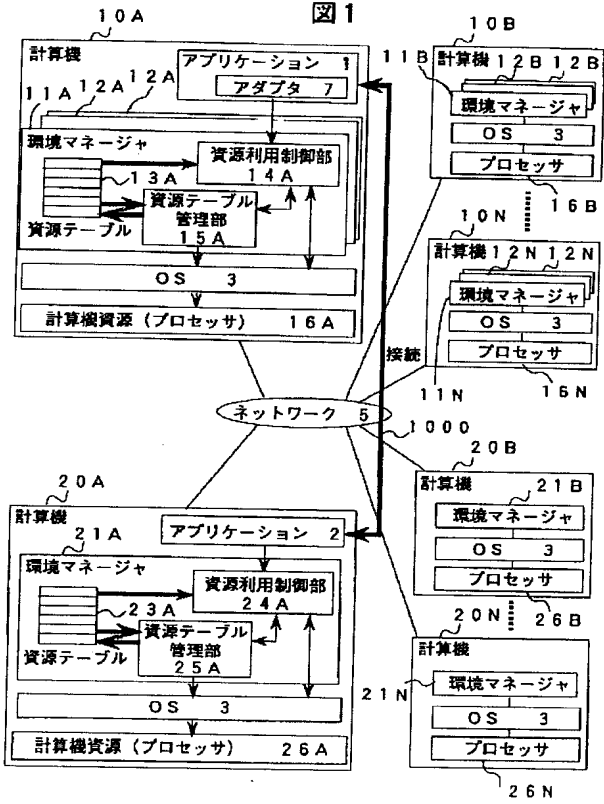 図1
10A
計算機
アプリケーション 1
アダプタ 7
11A
12A
12A
環境マネージャ
13A
資源テーブル
資源利用制御部
14A
資源テーブル
管理部
15A
OS 3
計算機資源(プロセッサ) 16A
10B
計算機
11B
12B
12B
環境マネージャ
OS 3
プロセッサ
16B
10N
計算機
12N
12N
環境マネージャ
OS 3
プロセッサ
11N
16N
接続
ネットワーク 5
1000
20A
計算機
アプリケーション 2
21A
環境マネージャ
23A
資源テーブル
資源利用制御部
24A
資源テーブル
管理部
25A
OS 3
計算機資源(プロセッサ) 26A
20B
計算機
21B
環境マネージャ
OS 3
プロセッサ
26B
20N
計算機
環境マネージャ
21N
OS 3
プロセッサ
26N